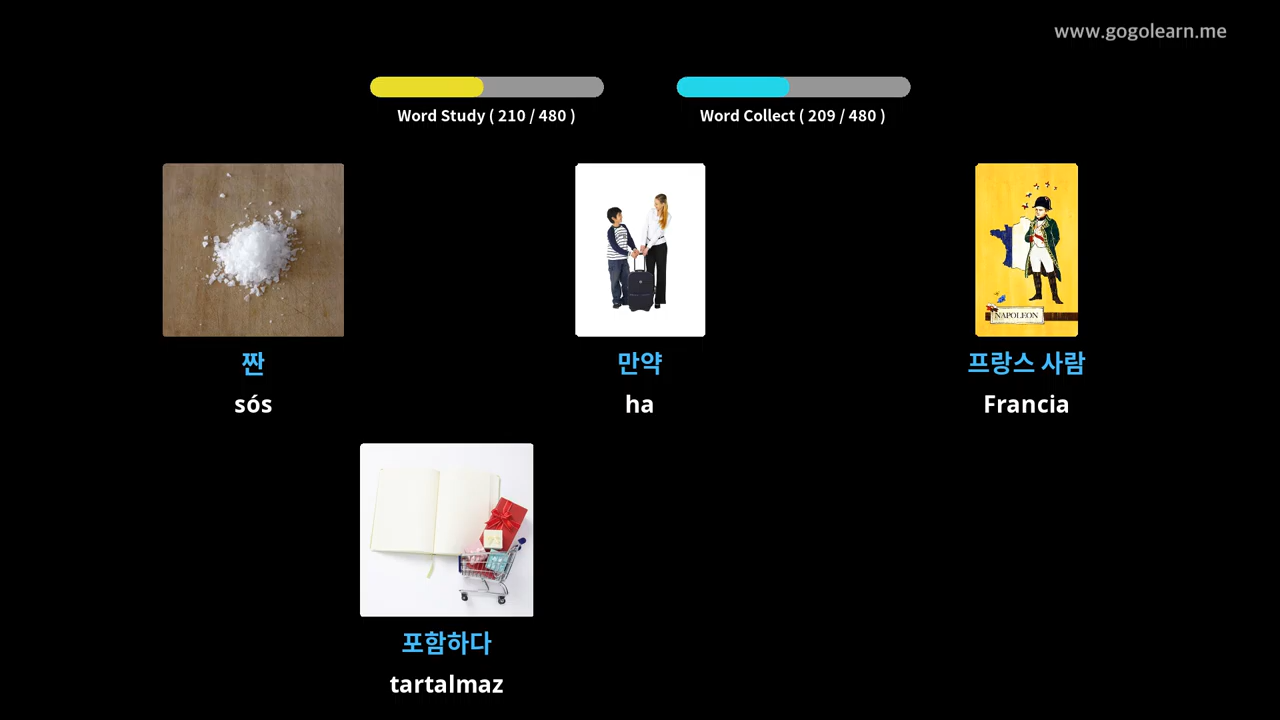 www.gogolearn.me
Word Study ( 210 / 480 )
Word Collect ( 209 / 480 )
짠
sós
만약
ha
NAPOLEON
프랑스 사람
Francia
포함하다
tartalmaz